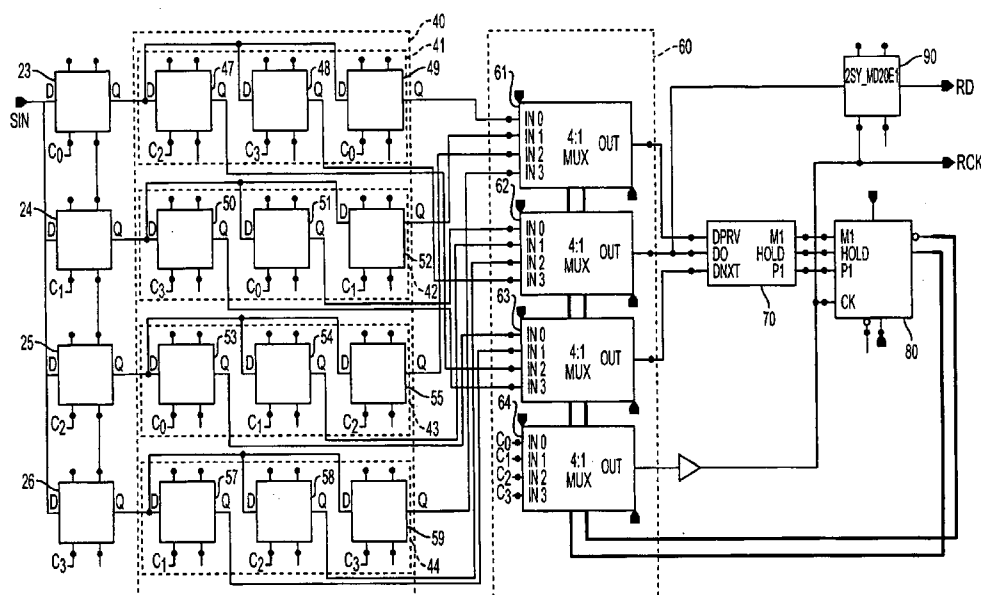 40
41
60
23
47
48
49
61
2SY_MD20E1
90
D Q D D D Q
SIN
RD
IN 0
IN 1
IN 2
IN 3
4:1
MUX
OUT
C0 C2 C3 C0
RCK
24
50
51
52
42
62
D Q D D D Q
IN 0
IN 1
IN 2
IN 3
4:1
MUX
OUT
DPRV
DO
DNXT
M1
HOLD
P1
70
M1
HOLD
P1
CK
80
C1 C3 C0 C1
25
53
54
55
43
63
D Q D D D Q
IN 0
IN 1
IN 2
IN 3
4:1
MUX
OUT
C2 C0 C1 C2
26
57
58
59
44
64
D Q D D D Q
C0 IN 0
C1 IN 1
C2 IN 2
C3 IN 3
4:1
MUX
OUT
C3 C1 C2 C3